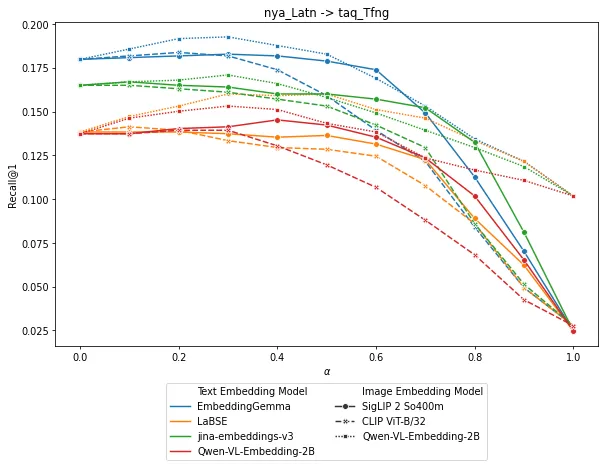 nya_Latn -> taq_Tfng
0.200
0.175
0.150
0.125
0.100
0.075
0.050
0.025
Recall@1
0.0 0.2 0.4 0.6 0.8 1.0
α
Text Embedding Model Image Embedding Model
EmbeddingGemma SigLIP 2 So400m
LaBSE CLIP ViT-B/32
jina-embeddings-v3 Qwen-VL-Embedding-2B
Qwen-VL-Embedding-2B